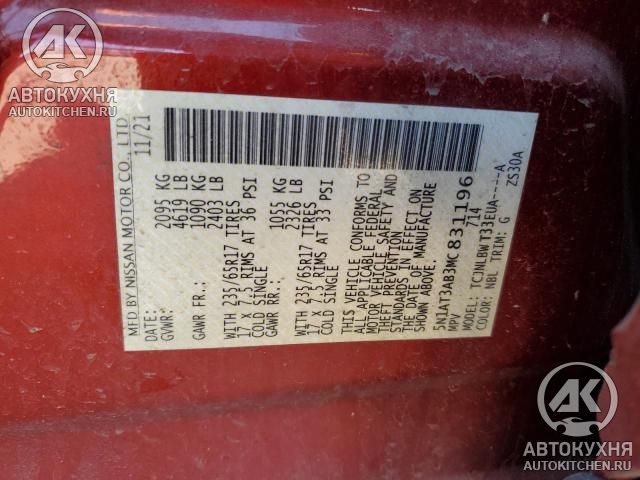 MFD BY NISSAN MOTOR CO., LTD.
DATE: 11/21
GVWR: 2095 KG
4619 LB
GAWR FR.: 1090 KG
2403 LB
WITH 235/65R17 TIRES
17 X 7.5 RIMS AT 36 PSI
COLD SINGLE
GAWR RR: 1055 KG
2326 LB
WITH 235/65R17 TIRES
17 X 7.5 RIMS AT 33 PSI
COLD SINGLE
THIS VEHICLE CONFORMS TO
ALL APPLICABLE FEDERAL
MOTOR VEHICLE SAFETY AND
THEFT PREVENTION
STANDARDS IN EFFECT ON
THE DATE OF MANUFACTURE
SHOWN ABOVE.
5N1AT3AB3MC831196
MPV 714
MODEL: TCJNLBWT33EUA----A
NBL TRIM: G ZS30A
АК
АВТОКУХНЯ
AUTOKITCHEN.RU
АК
АВТОКУХНЯ
AUTOKITCHEN.RU